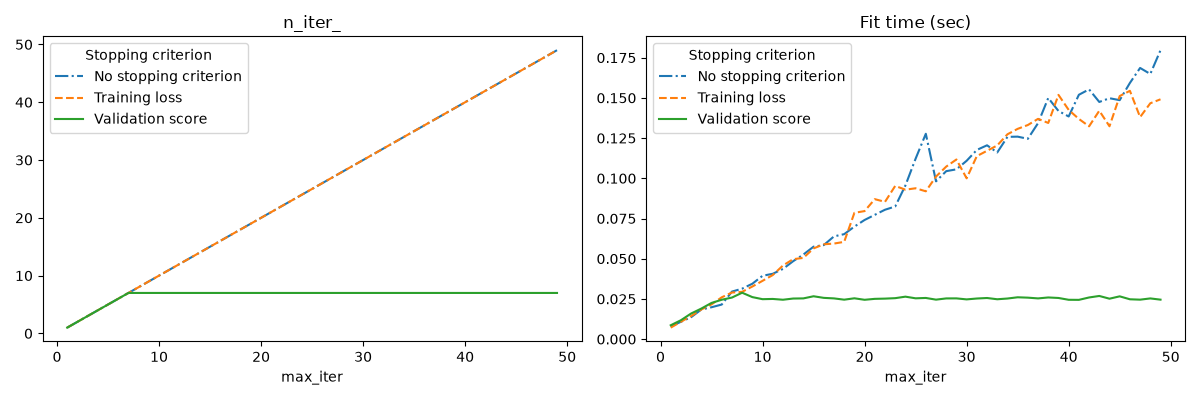 n_iter_
Stopping criterion
No stopping criterion
Training loss
Validation score
50
40
30
20
10
0
0 10 20 30 40 50
max_iter
Fit time (sec)
Stopping criterion
No stopping criterion
Training loss
Validation score
0.175
0.150
0.125
0.100
0.075
0.050
0.025
0.000
0 10 20 30 40 50
max_iter